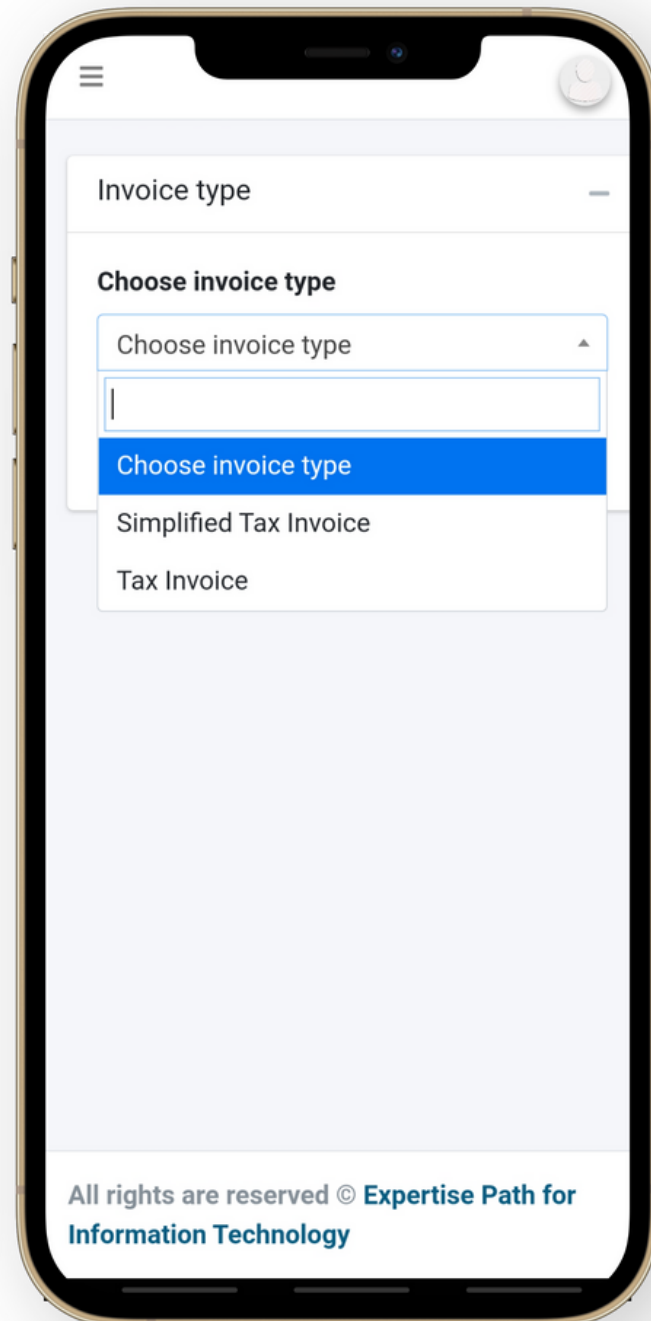 Invoice type
Choose invoice type
Choose invoice type
Choose invoice type
Simplified Tax Invoice
Tax Invoice
All rights are reserved © Expertise Path for
Information Technology